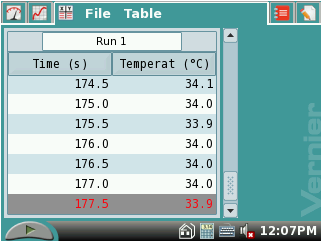 File Table
Run 1
Time (s) Temperat (°C)
174.5 34.1
175.0 34.0
175.5 33.9
176.0 34.0
176.5 34.0
177.0 34.0
177.5 33.9
Vernier
12:07PM